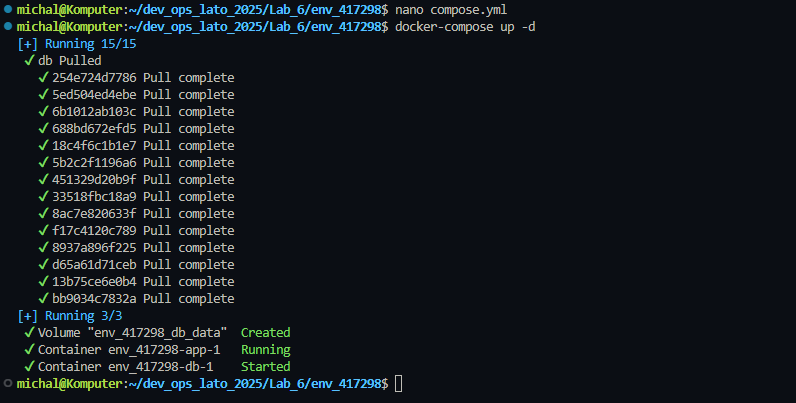 michal@Komputer:~/dev_ops_lato_2025/Lab_6/env_417298$ nano compose.yml
michal@Komputer:~/dev_ops_lato_2025/Lab_6/env_417298$ docker-compose up -d
[+] Running 15/15
✓ db Pulled
✓ 254e724d7786 Pull complete
✓ 5ed504ed4ebe Pull complete
✓ 6b1012ab103c Pull complete
✓ 688bd672efd5 Pull complete
✓ 18c4f6c1b1e7 Pull complete
✓ 5b2c2f1196a6 Pull complete
✓ 451329d20b9f Pull complete
✓ 33518fbc18a9 Pull complete
✓ 8ac7e820633f Pull complete
✓ f17c4120c789 Pull complete
✓ 8937a896f225 Pull complete
✓ d65a61d71ceb Pull complete
✓ 13b75ce6e0b4 Pull complete
✓ bb9034c7832a Pull complete
[+] Running 3/3
✓ Volume "env_417298_db_data" Created
✓ Container env_417298-app-1 Running
✓ Container env_417298-db-1 Started
michal@Komputer:~/dev_ops_lato_2025/Lab_6/env_417298$